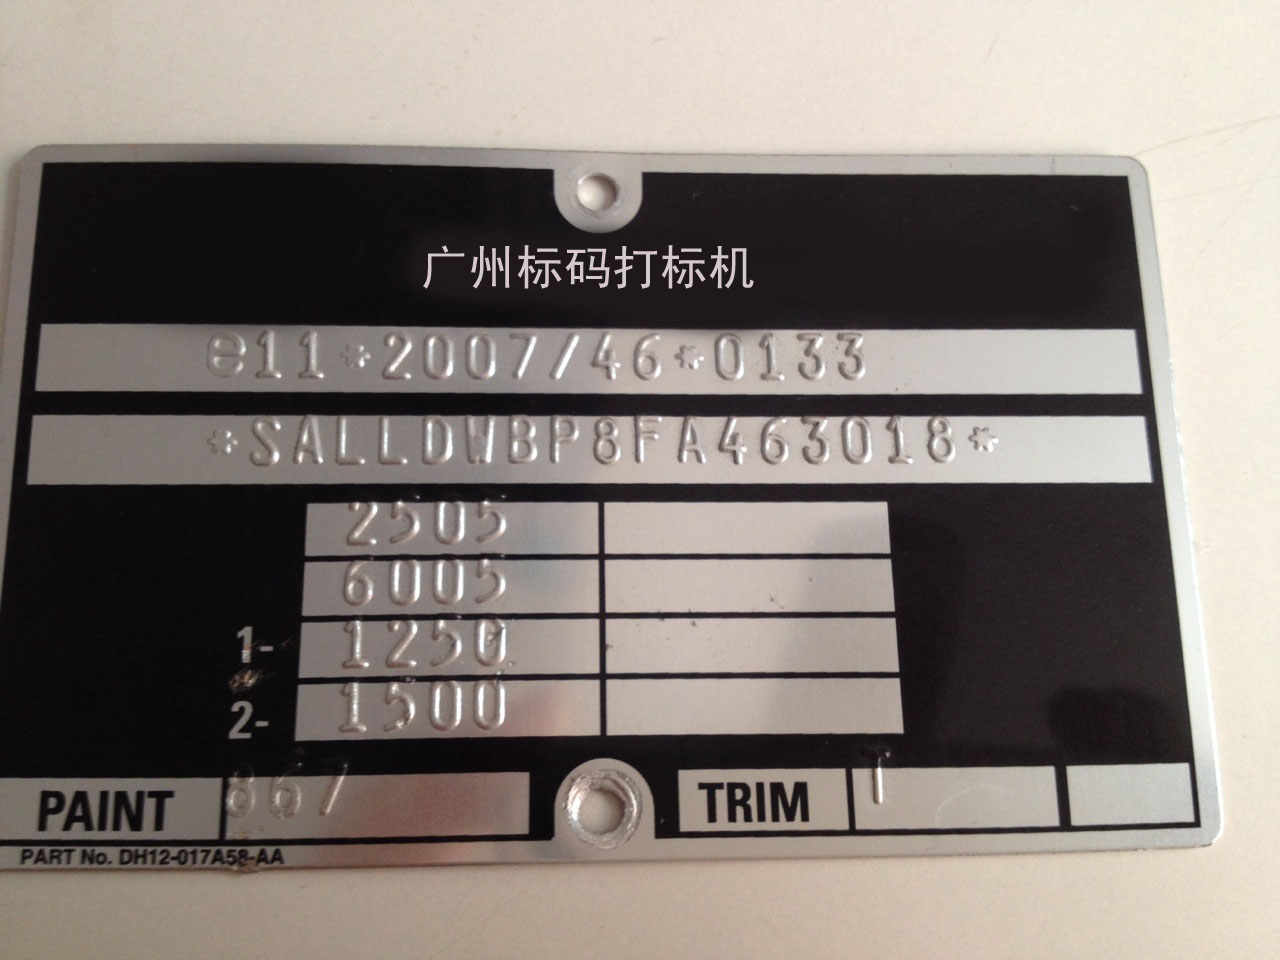 广州标码打标机
e11*2007/46*0133
*SALLDWBP8FA463018*
2505
6005
1- 1250
2- 1500
PAINT 867 TRIM T
PART No. DH12-017A58-AA